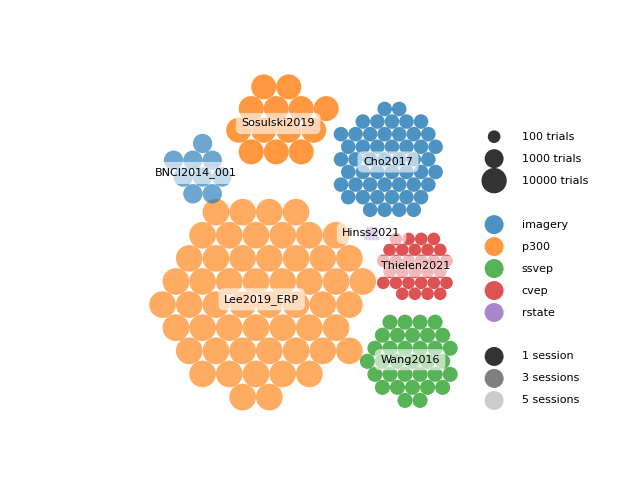 Sosulski2019
Cho2017
BNCI2014_001
Hinss2021
Thielen2021
Lee2019_ERP
Wang2016
100 trials
1000 trials
10000 trials
imagery
p300
ssvep
cvep
rstate
1 session
3 sessions
5 sessions